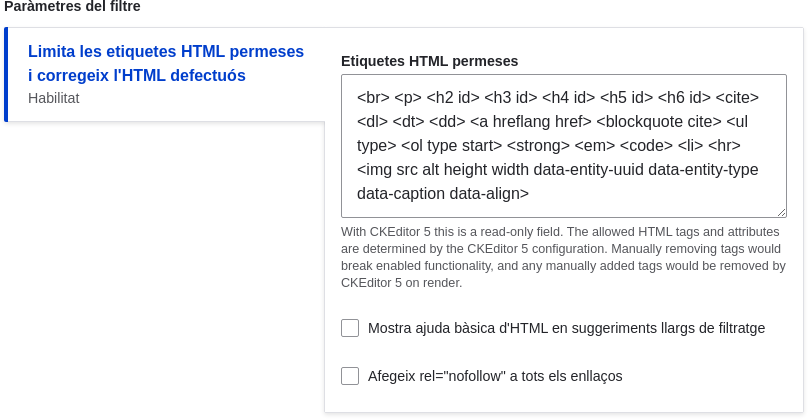 Paràmetres del filtre
Limita les etiquetes HTML permeses
i corregeix l'HTML defectuós
Habilitat
Etiquetes HTML permeses
<br> <p> <h2 id> <h3 id> <h4 id> <h5 id> <h6 id> <cite>
<dl> <dt> <dd> <a hreflang href> <blockquote cite> <ul
type> <ol type start> <strong> <em> <code> <li> <hr>
<img src alt height width data-entity-uuid data-entity-type
data-caption data-align>
With CKEditor 5 this is a read-only field. The allowed HTML tags and attributes
are determined by the CKEditor 5 configuration. Manually removing tags would
break enabled functionality, and any manually added tags would be removed by
CKEditor 5 on render.
Mostra ajuda bàsica d'HTML en suggeriments llargs de filtratge
Afegeix rel="nofollow" a tots els enllaços